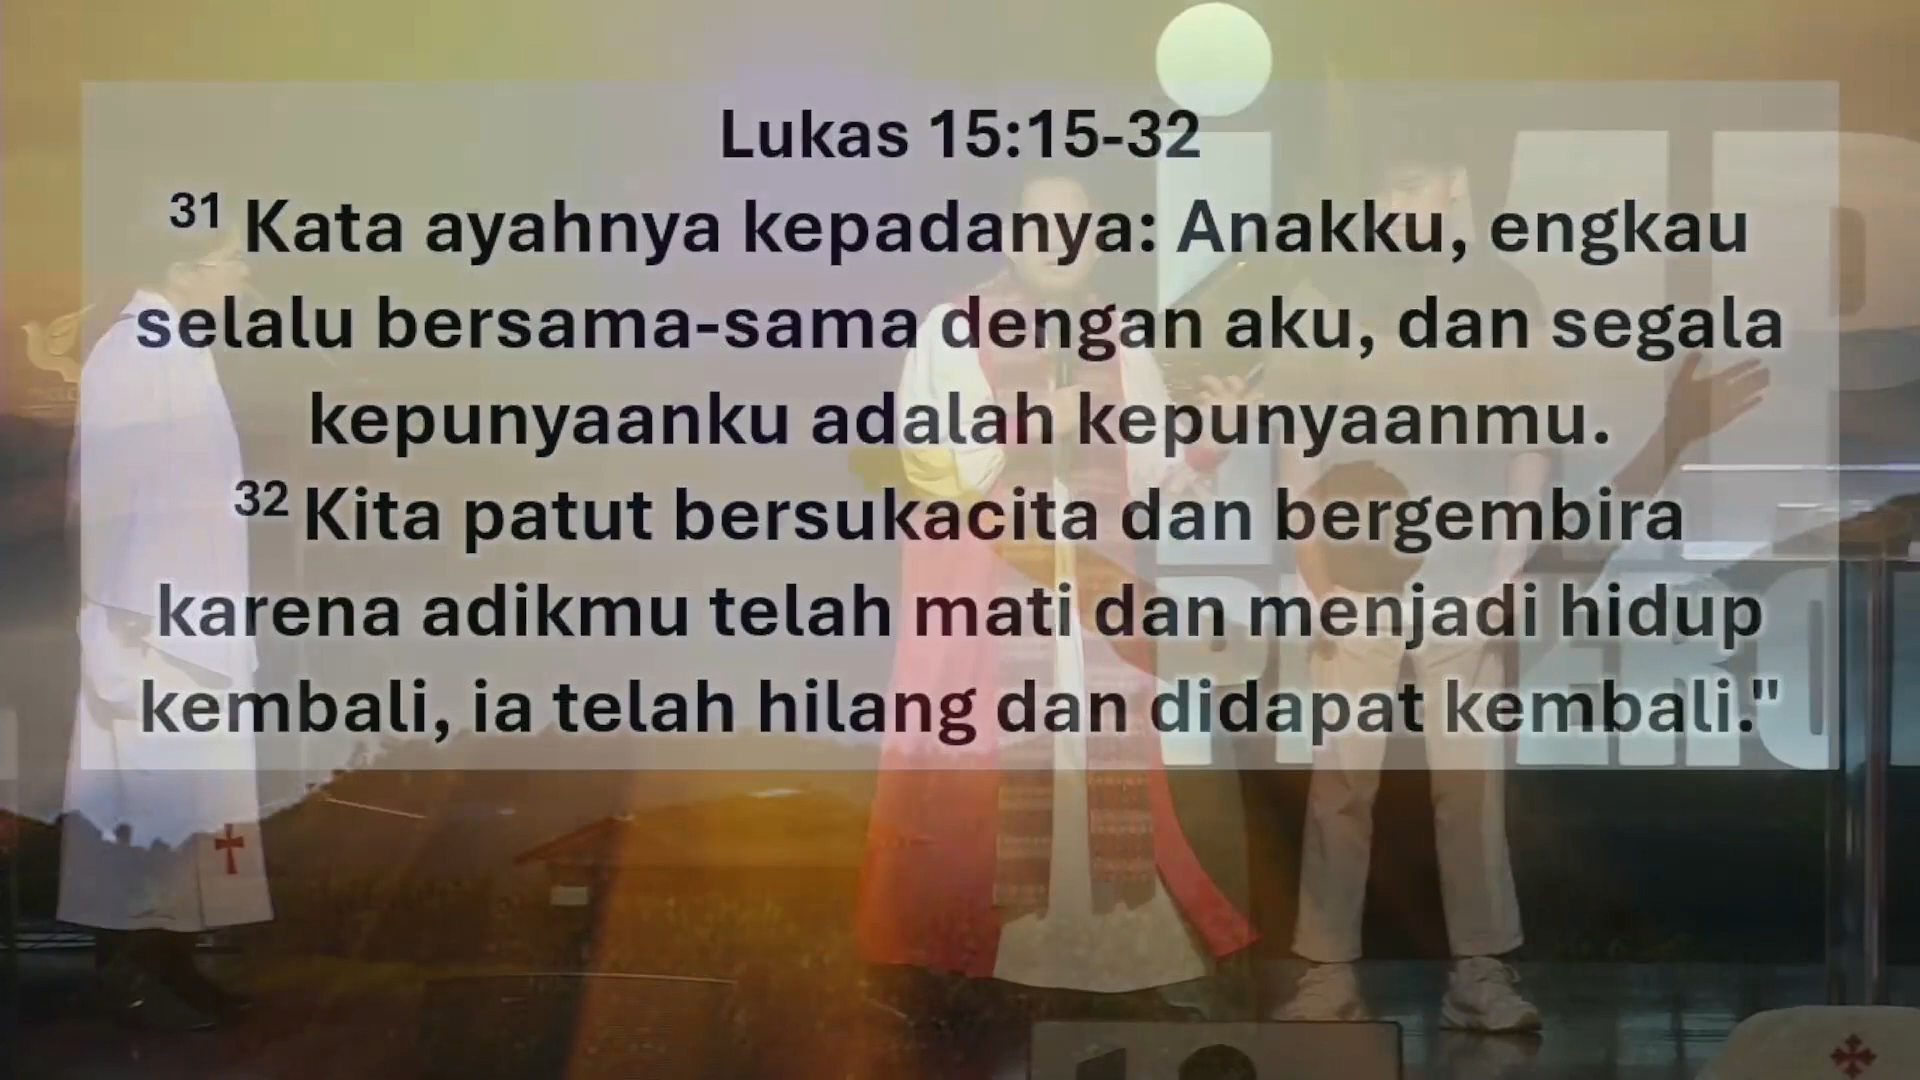 Lukas 15:15-32
31 Kata ayahnya kepadanya: Anakku, engkau
selalu bersama-sama dengan aku, dan segala
kepunyaanku adalah kepunyaanmu.
32 Kita patut bersukacita dan bergembira
karena adikmu telah mati dan menjadi hidup
kembali, ia telah hilang dan didapat kembali."